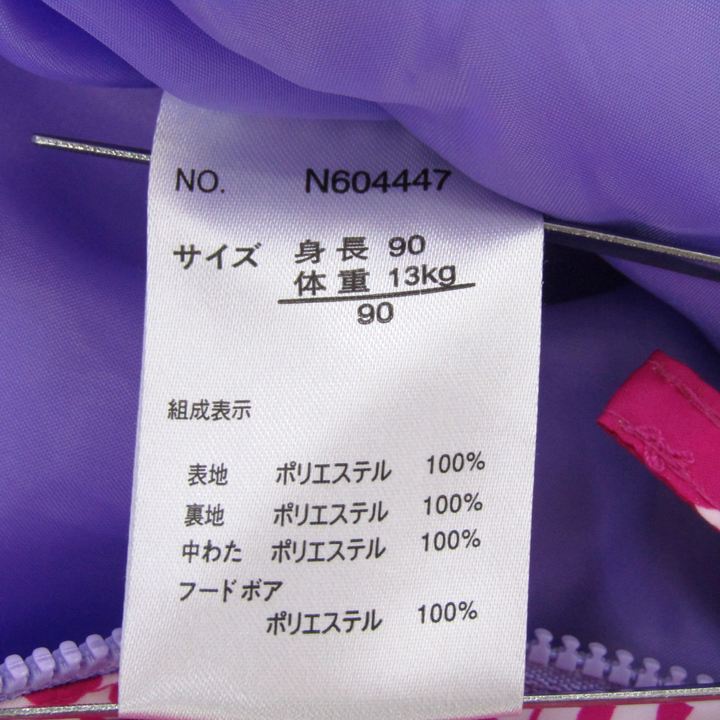 NO. N604447
サイズ 身長 90
体重 13kg
90
組成表示
表地 ポリエステル 100%
裏地 ポリエステル 100%
中わた ポリエステル 100%
フードボア
ポリエステル 100%